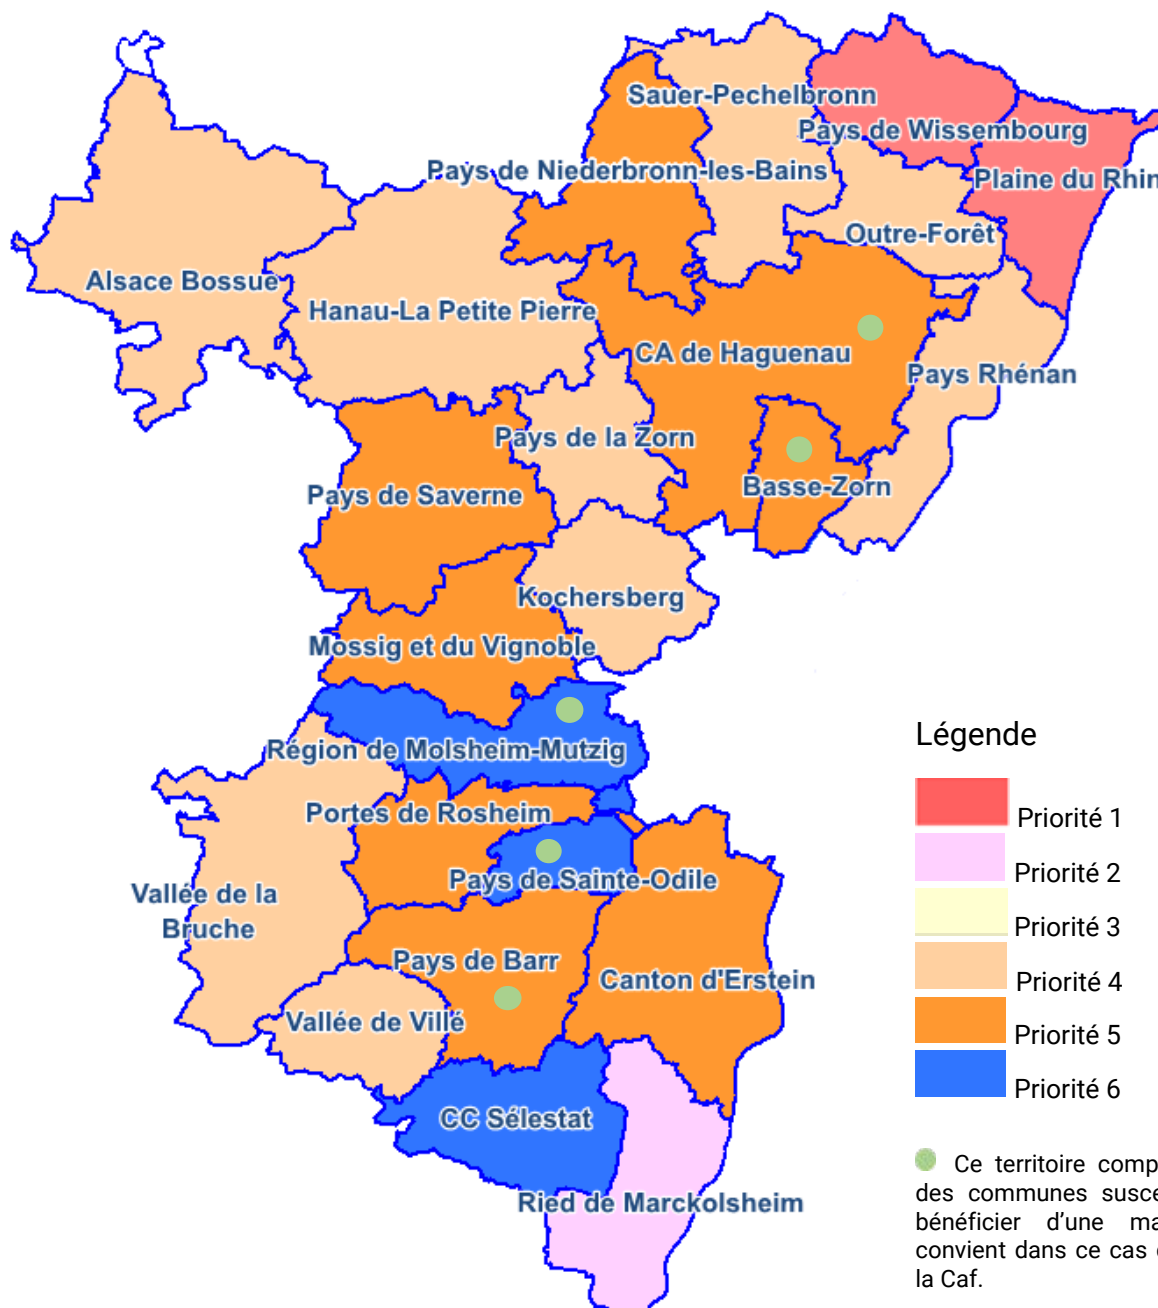 Sauer-Pechelbronn
Pays de Wissembourg
Pays de Niederbronn-les-Bains
Plaine du Rhin
Outre-Forêt
Alsace Bossue
Hanau-La Petite Pierre
CA de Haguenau
Pays Rhénan
Pays de la Zorn
Basse-Zorn
Pays de Saverne
Kochersberg
Mossig et du Vignoble
Région de Molsheim-Mutzig
Portes de Rosheim
Pays de Sainte-Odile
Vallée de la
Bruche
Pays de Barr
Canton d'Erstein
Vallée de Villé
CC Sélestat
Ried de Marckolsheim
Légende
Priorité 1
Priorité 2
Priorité 3
Priorité 4
Priorité 5
Priorité 6
Ce territoire comp
des communes susce
bénéficier d'une ma
convient dans ce cas
la Caf.